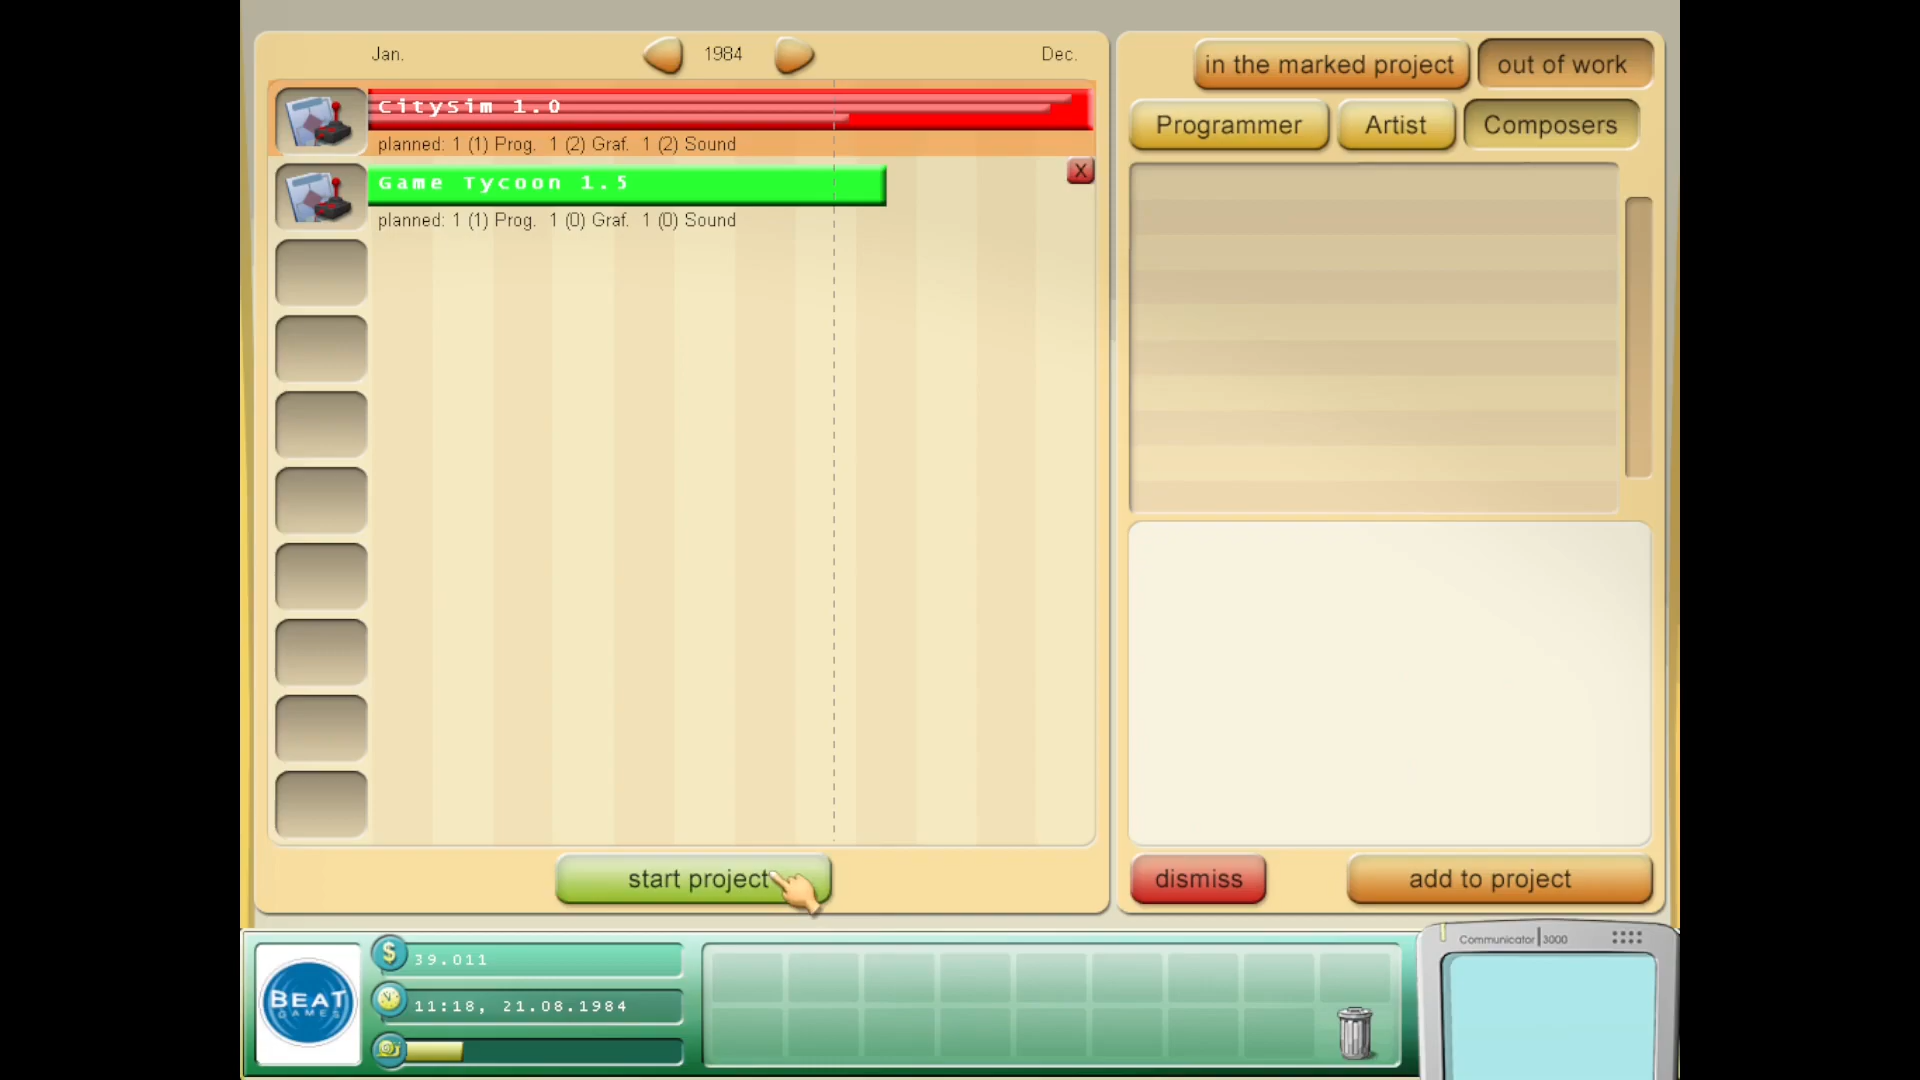 Jan.
1984
Dec.
in the marked project
out of work
Programmer
Artist
Composers
Citysim 1.0
planned: 1 (1) Prog. 1 (2) Graf. 1 (2) Sound
X
Game Tycoon 1.5
planned: 1 (1) Prog. 1 (0) Graf. 1 (0) Sound
start project
dismiss
add to project
BEAT
GAMES
$
39.011
11:18, 21.08.1984
Communicator 3000